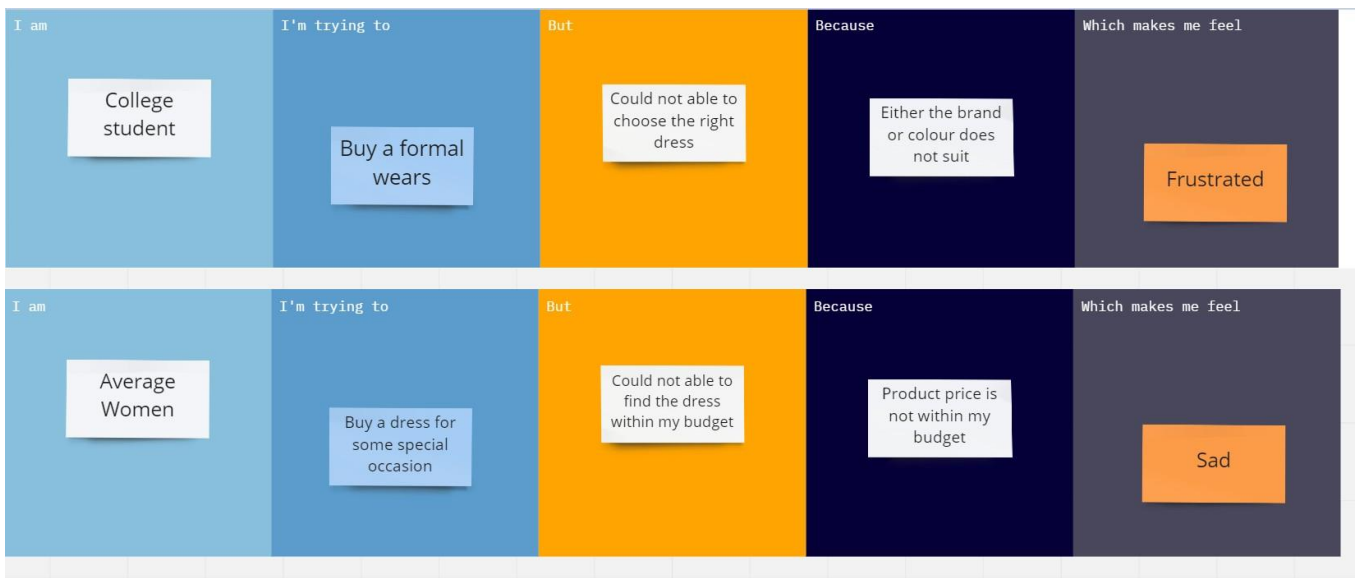 I am
I'm trying to
But
Because
Which makes me feel
College
student
Buy a formal
wears
Could not able to
choose the right
dress
Either the brand
or colour does
not suit
Frustrated
I am
I'm trying to
But
Because
Which makes me feel
Average
Women
Buy a dress for
some special
occasion
Could not able to
find the dress
within my budget
Product price is
not within my
budget
Sad